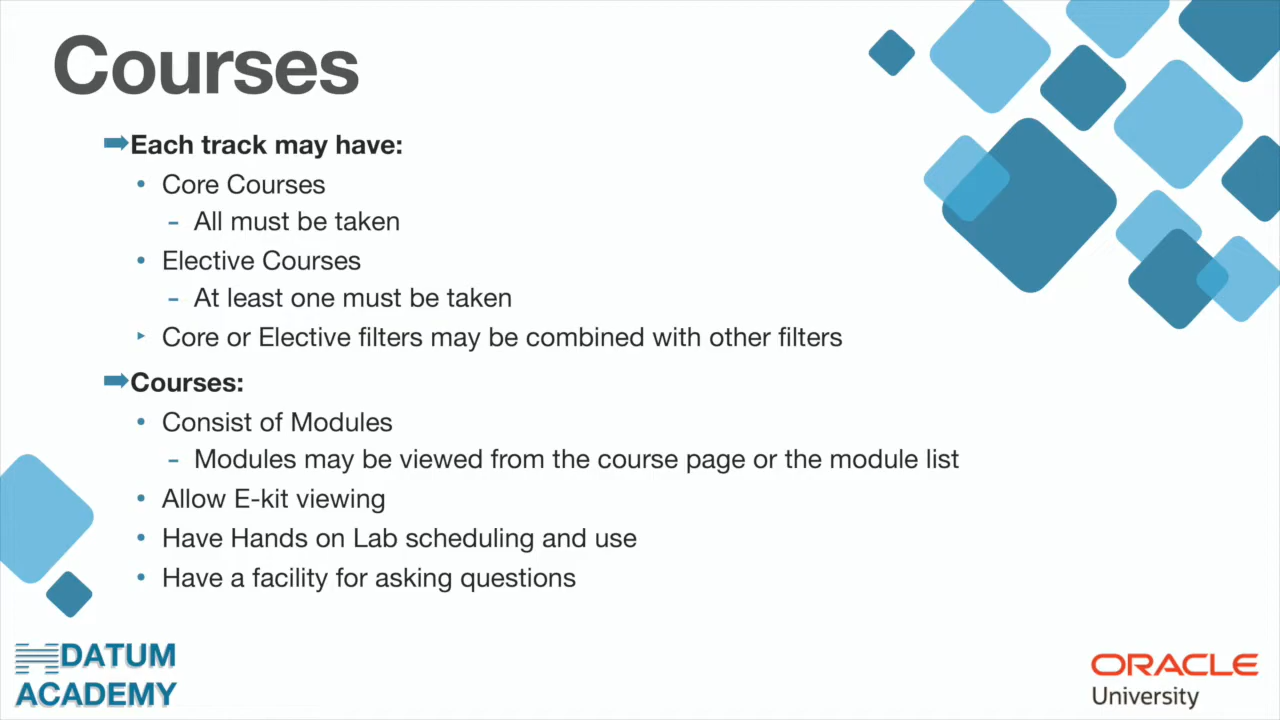 Courses
Each track may have:
Core Courses
- All must be taken
Elective Courses
- At least one must be taken
Core or Elective filters may be combined with other filters
Courses:
Consist of Modules
- Modules may be viewed from the course page or the module list
Allow E-kit viewing
Have Hands on Lab scheduling and use
Have a facility for asking questions
DATUM
ACADEMY
ORACLE
University